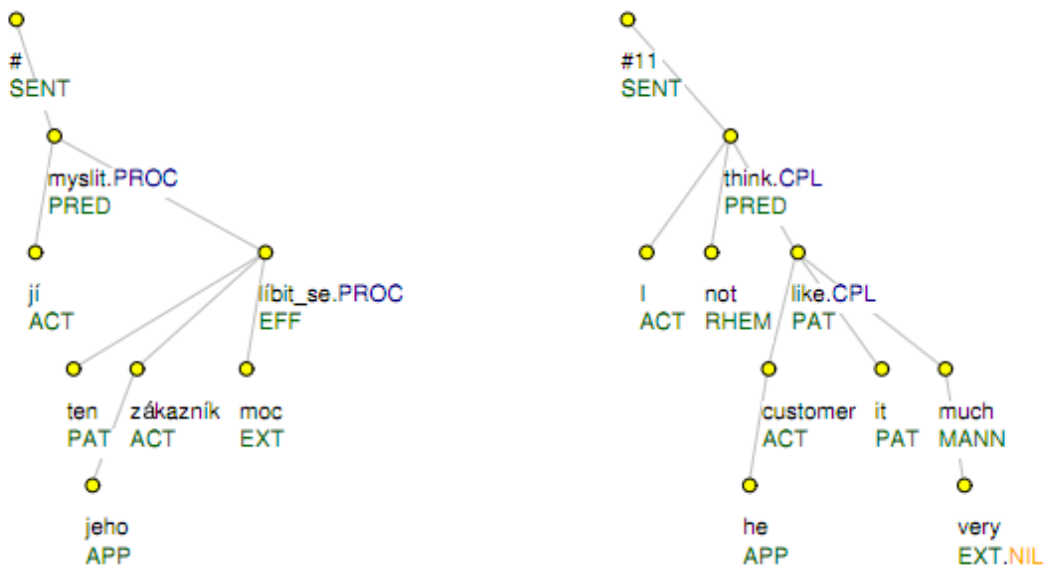 #
SENT
myslit.PROC
PRED
jí
ACT
líbit_se.PROC
EFF
ten
PAT
zákazník
ACT
moc
EXT
jeho
APP
#11
SENT
think.CPL
PRED
I
ACT
not
RHEM
like.CPL
PAT
customer
ACT
it
PAT
much
MANN
he
APP
very
EXT.NIL